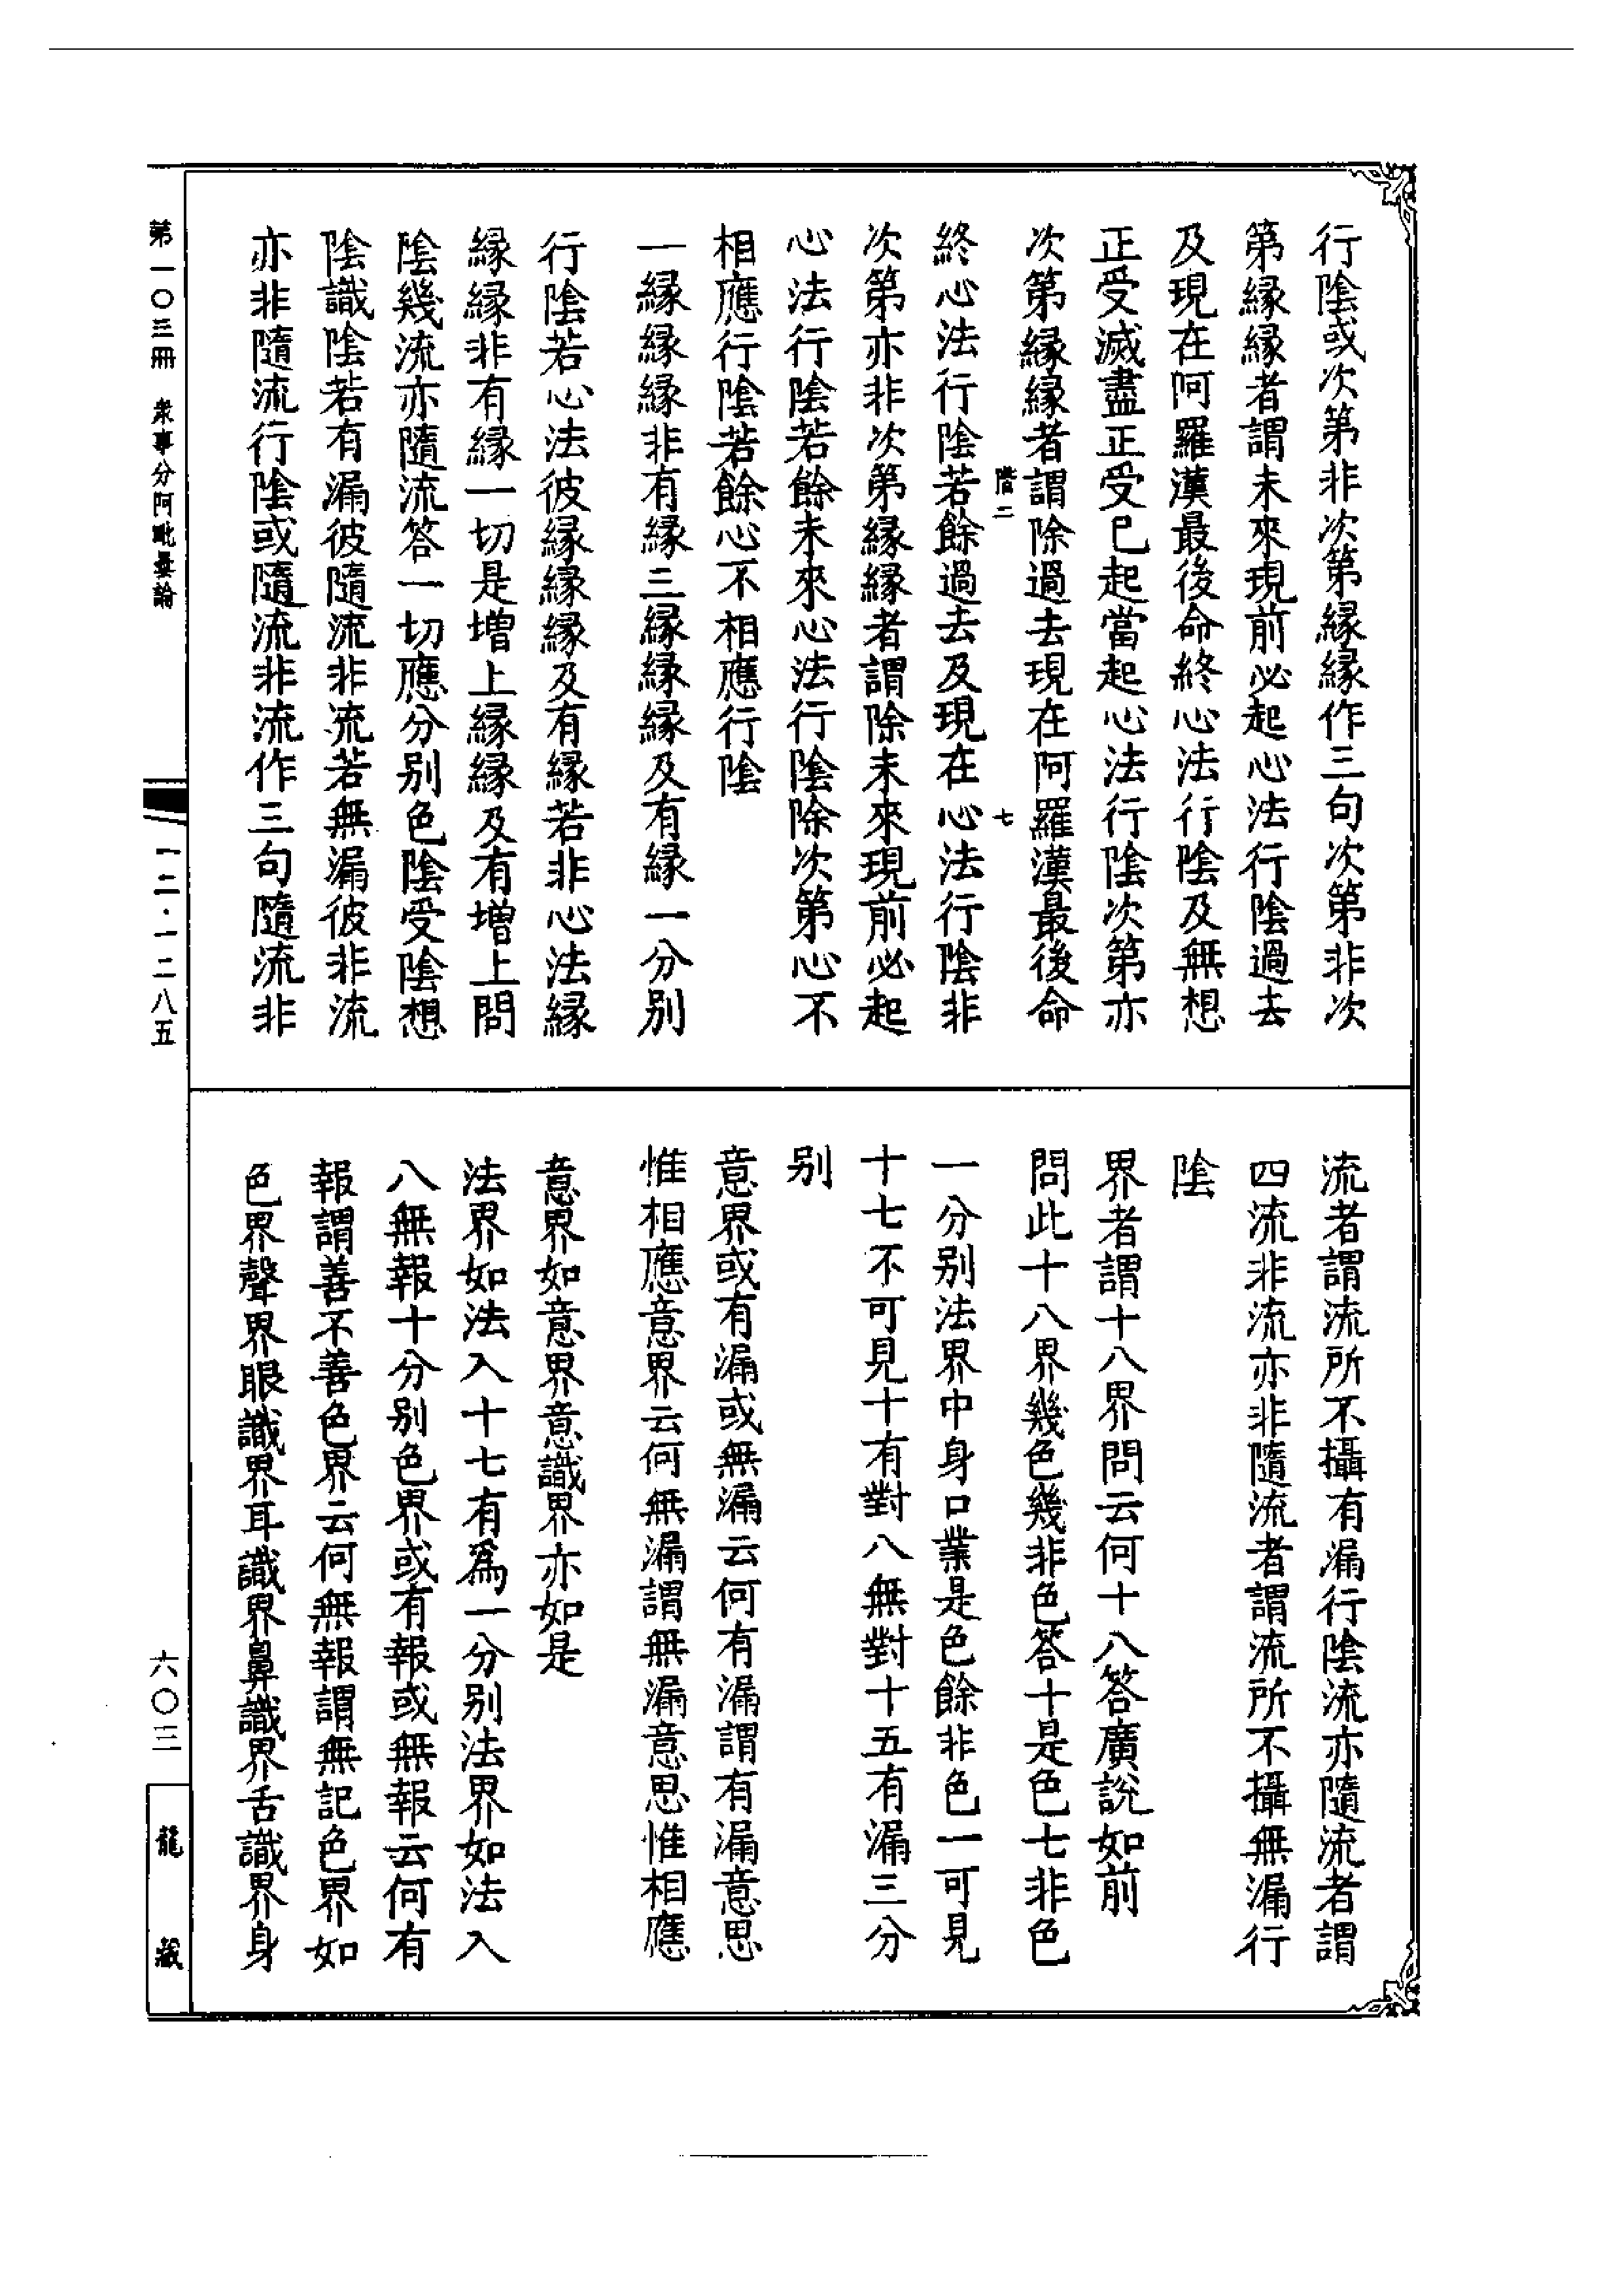 行陰或次第非次第緣緣作三句次第非次
第緣緣者謂未來現前必起心法行陰過去
及現在阿羅漢最後命終心法行陰及無想
正受滅盡正受已起當起心法行陰次第亦
次第緣緣者謂除過去現在阿羅漢最後命
二
七
終心法行陰若餘過去及現在心法行陰非
次第亦非次第緣緣者謂除未來現前必起
心法行陰若餘未來心法行陰除次第心不
相應行陰若餘心不相應行陰
一緣緣緣非有緣三緣緣緣及有緣一分別
行陰若心法彼緣緣緣及有緣若非心法緣
緣緣非有緣一切是增上緣緣及有增上問
陰幾流亦隨流答一切應分別色陰受陰想
陰識陰若有漏彼隨流非流若無漏彼非流
亦非隨流行陰或隨流非流作三句隨流非
流者謂流所不攝有漏行陰流亦隨流者謂
四流非流亦非隨流者謂流所不攝無漏行
陰
界者謂十八界問云何十八答廣說如前
問此十八界幾色幾非色答十是色七非色
一分別法界中身口業是色餘非色一可見
十七不可見十有對八無對十五有漏三分
別
意界或有漏或無漏云何有漏謂有漏意思
惟相應意界云何無漏謂無漏意思惟相應
意界如意界意識界亦如是
法界如法入十七有為一分別法界如法入
八無報十分別色界或有報或無報云何有
報謂善不善色界云何無報謂無記色界如
色界聲界眼識界耳識界鼻識界舌識界身
第一〇三冊 眾事分阿毗曇論
一二·一二八五
六〇三
龍藏